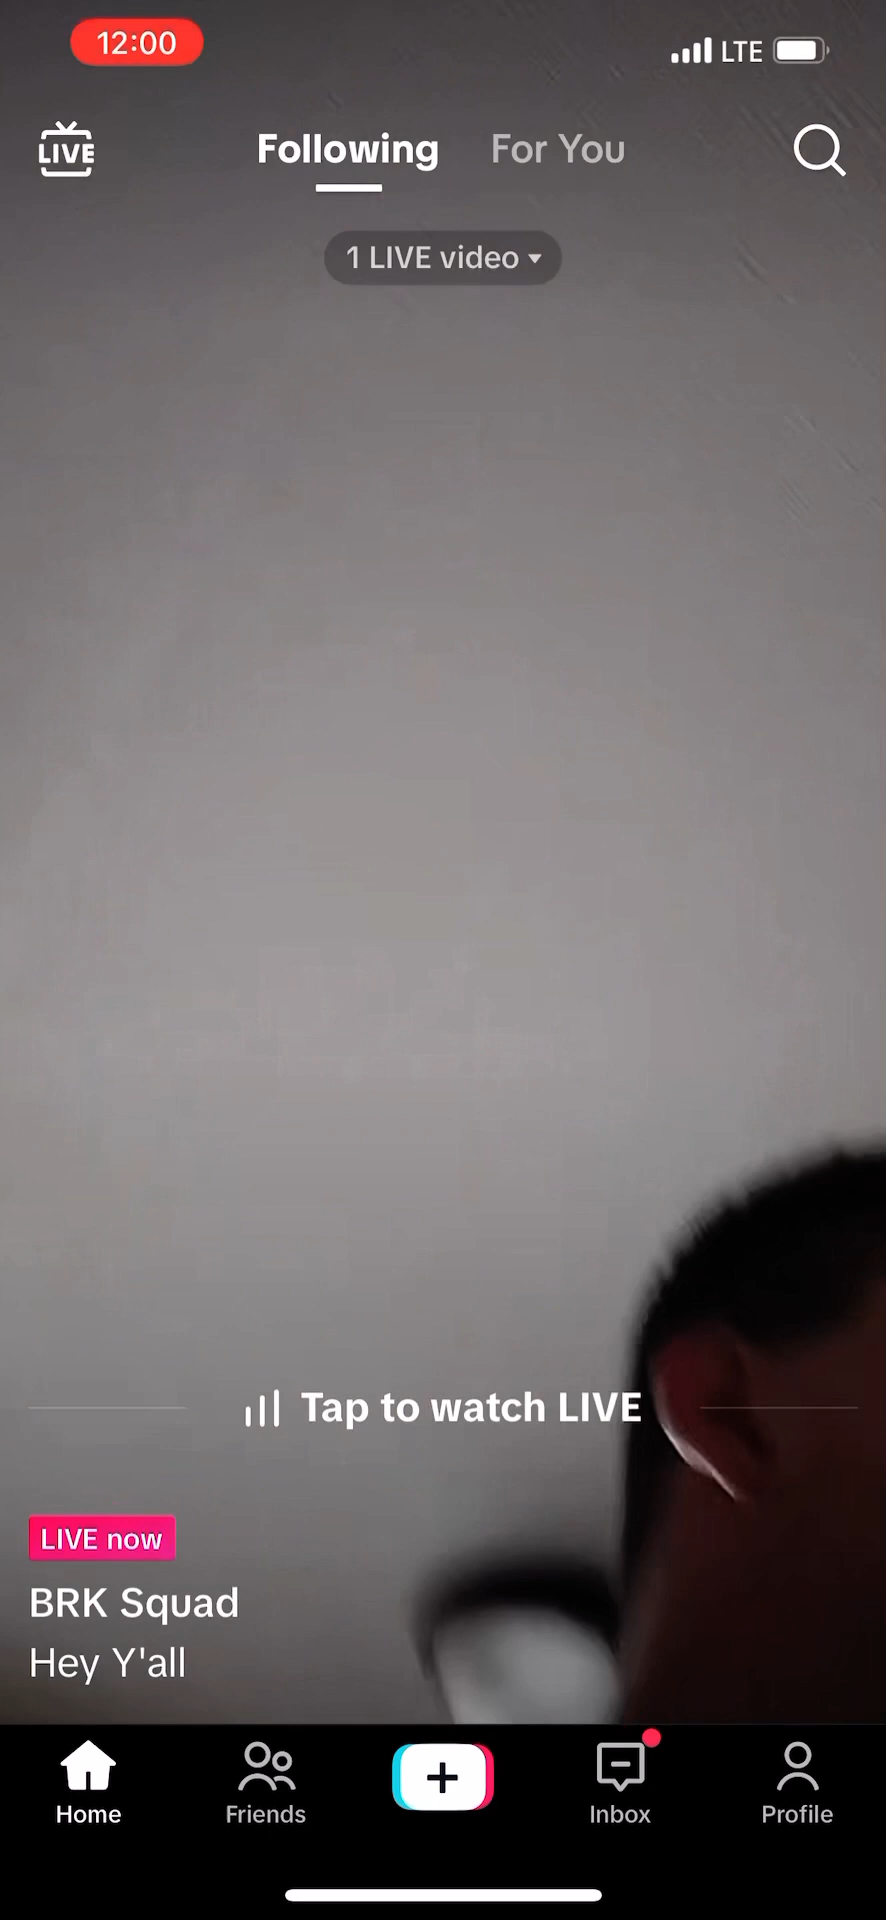 12:00 LTE
LIVE Following For You
1 LIVE video
Tap to watch LIVE
LIVE now
BRK Squad
Hey Y'all
Home Friends Inbox Profile